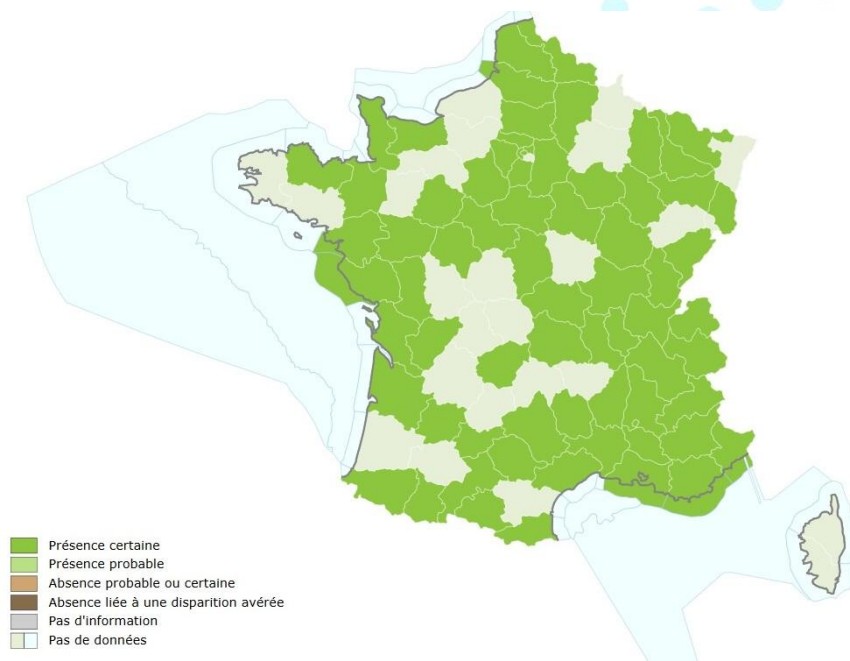 Présence certaine
Présence probable
Absence probable ou certaine
Absence liée à une disparition avérée
Pas d'information
Pas de données